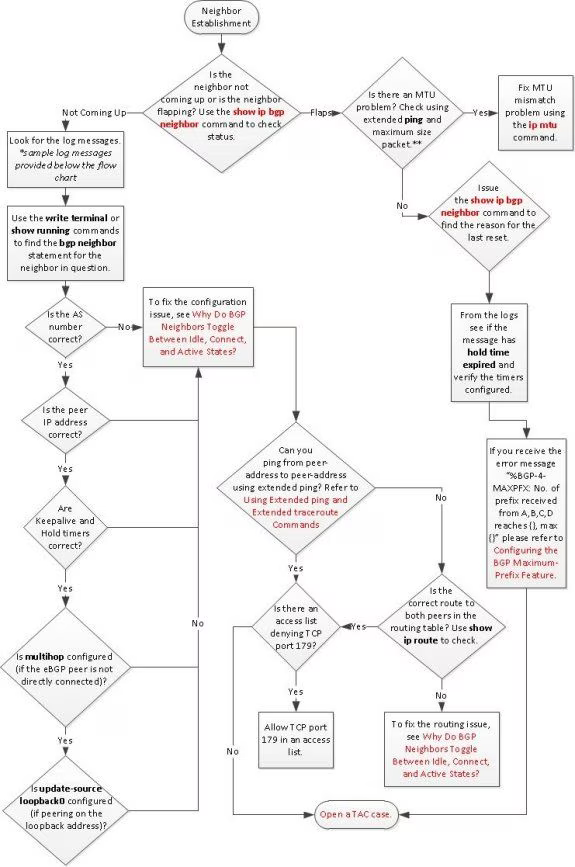 Neighbor
Establishment
Is the
neighbor not
coming up or is the neighbor
flapping? Use the show ip bgp
neighbor command to check
status.
Not Coming Up
Flaps
Is there an MTU
problem? Check using
extended ping and
maximum size
packet.**
Yes
Fix MTU
mismatch
problem using
the ip mtu
command.
No
Issue
the show ip bgp
neighbor command to
find the reason for the
last reset.
From the logs
see if the
message has
hold time
expired and
verify the timers
configured.
If you receive the
error message
"%BGP-4-
MAXPFX: No. of
prefix received
from A,B,C,D
reaches {}, max
{}" please refer to
Configuring the
BGP Maximum-
Prefix Feature.
Look for the log messages.
*sample log messages
provided below the flow
chart
Use the write terminal or
show running commands
to find the bgp neighbor
statement for the
neighbor in question.
Is the AS
number
correct?
No
To fix the configuration
issue, see Why Do BGP
Neighbors Toggle
Between Idle, Connect,
and Active States?
Yes
Is the peer
IP address
correct?
Yes
Are
Keepalive and
Hold timers
correct?
Yes
No
Is multihop configured
(if the eBGP peer is not
directly connected)?
Yes
Is update-source
loopback0 configured
(if peering on the
loopback address)?
Can you
ping from peer-
address to peer-address
using extended ping? Refer to
Using Extended ping and
Extended traceroute
Commands
No
Yes
Is there an
access list
denying TCP
port 179?
Yes
Is the
correct route to
both peers in the
routing table? Use show
ip route to check.
Yes
No
Allow TCP port
179 in an access
list.
No
To fix the routing issue,
see Why Do BGP
Neighbors Toggle
Between Idle, Connect,
and Active States?
Open a TAC case.